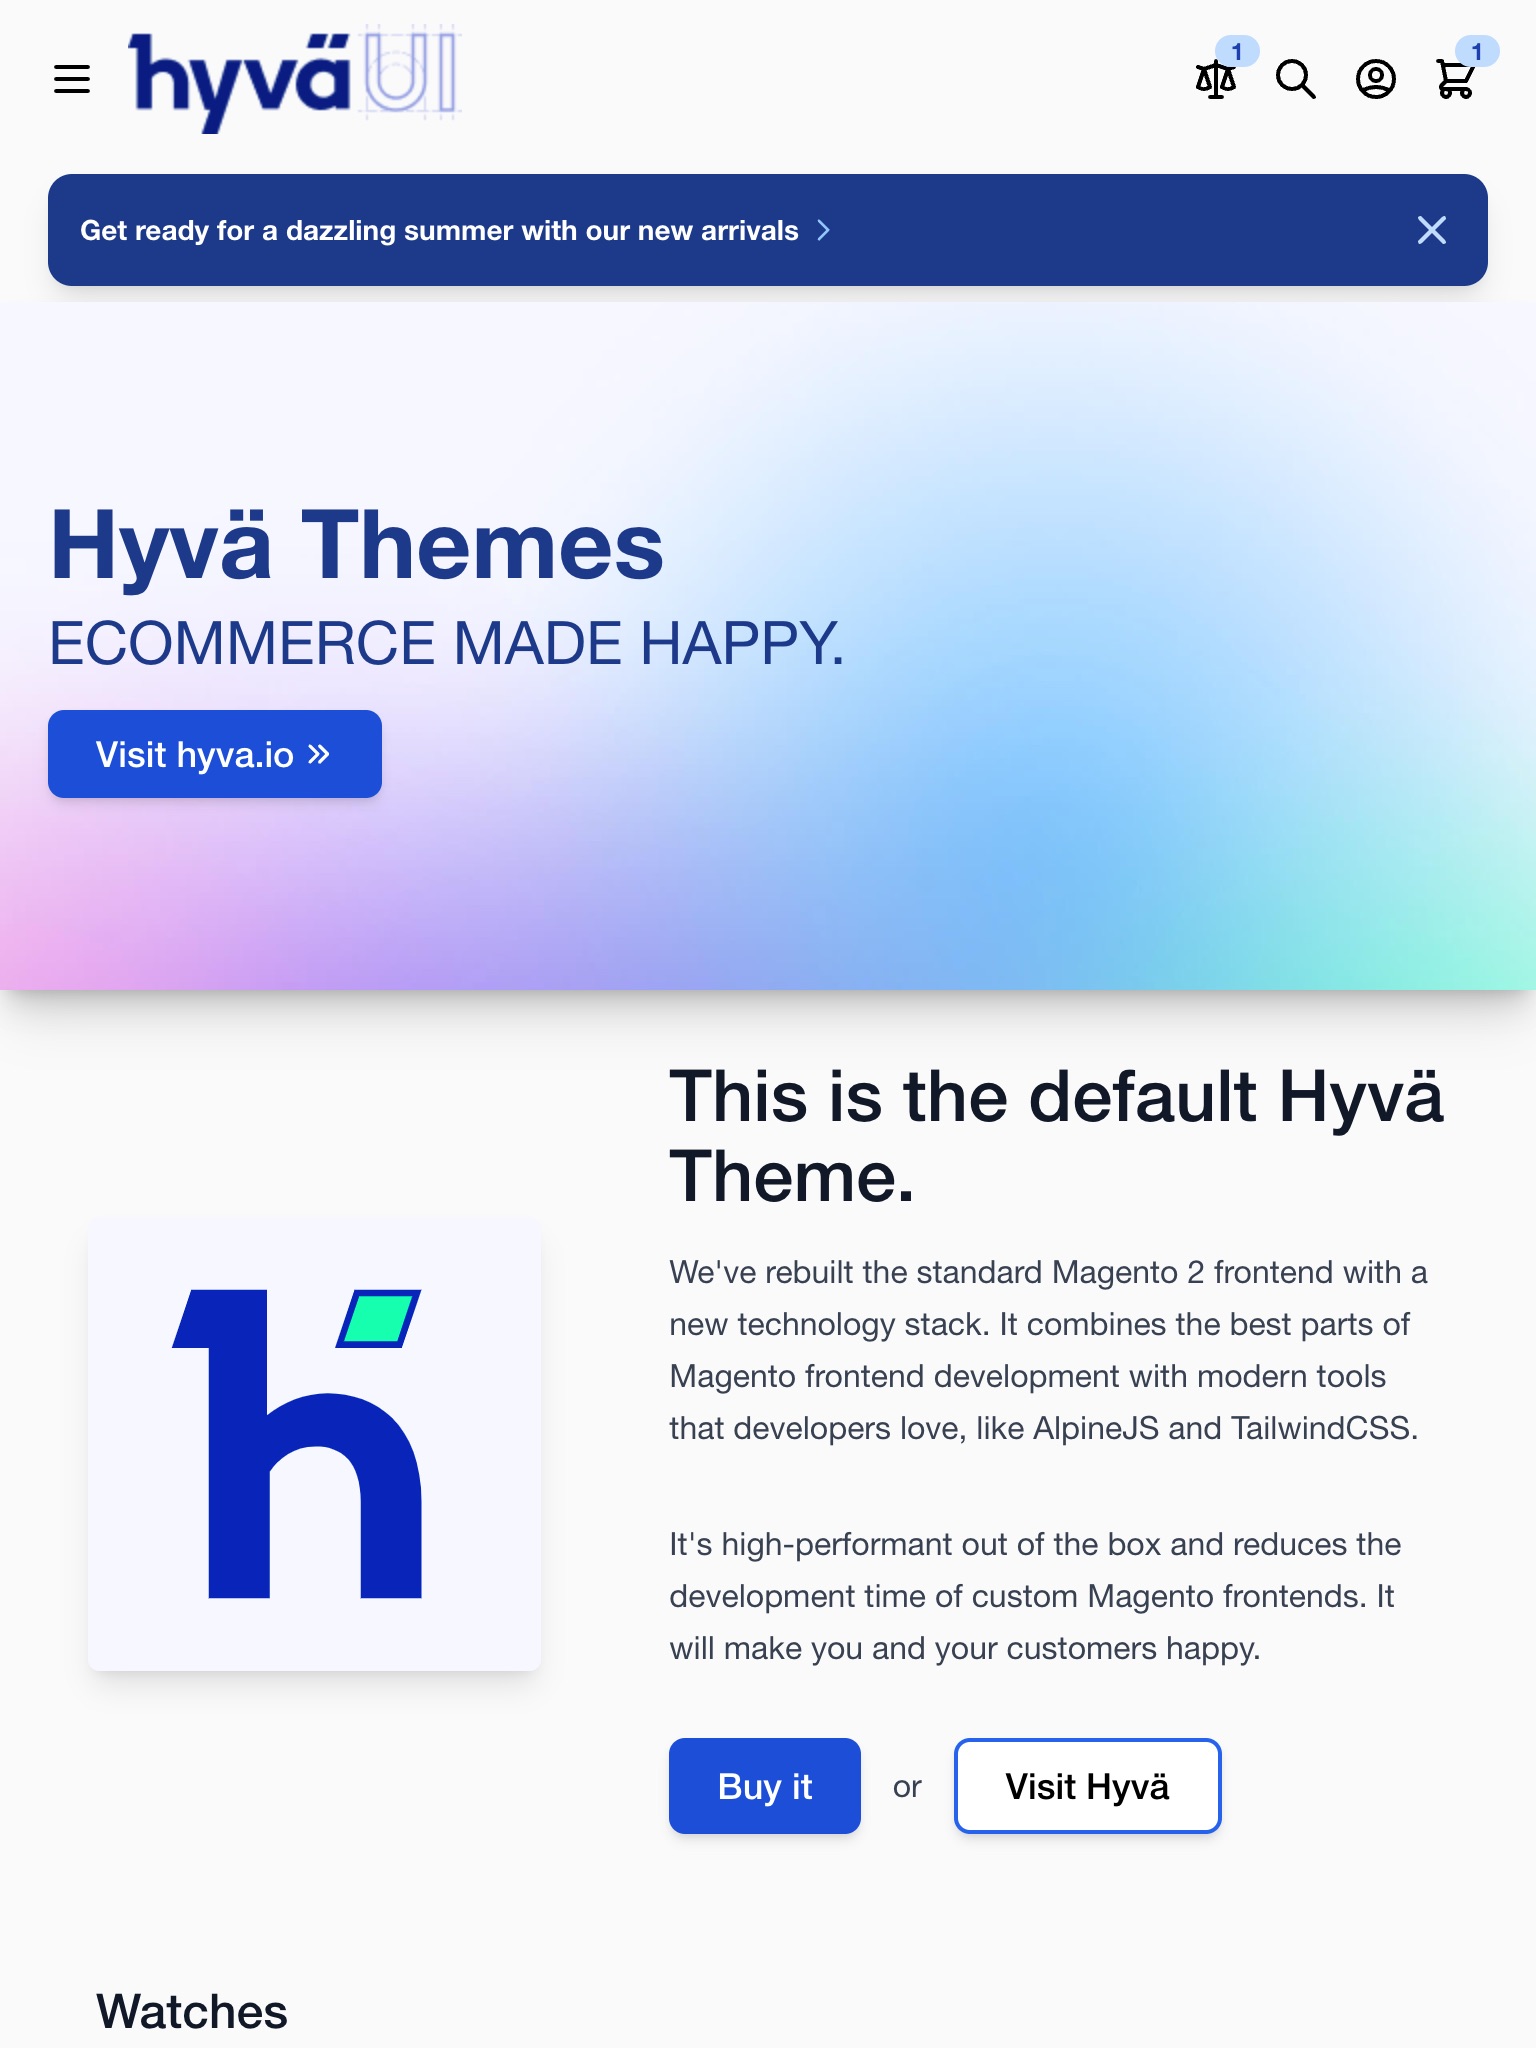 hyvä UI
1
1
Get ready for a dazzling summer with our new arrivals
Hyvä Themes
ECOMMERCE MADE HAPPY.
Visit hyva.io »
This is the default Hyvä
Theme.
We've rebuilt the standard Magento 2 frontend with a
new technology stack. It combines the best parts of
Magento frontend development with modern tools
that developers love, like AlpineJS and TailwindCSS.
It's high-performant out of the box and reduces the
development time of custom Magento frontends. It
will make you and your customers happy.
Buy it
or
Visit Hyvä
Watches